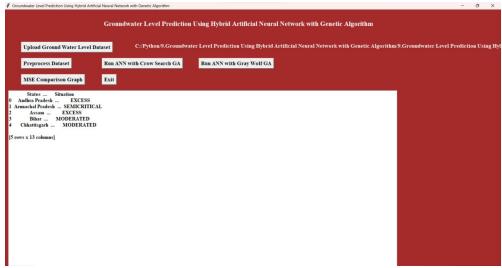 Groundwater Level Prediction Using Hybrid Artificial Neural Network with Genetic Algorithm
Groundwater Level Prediction Using Hybrid Artificial Neural Network with Genetic Algorithm
Upload Ground Water Level Dataset
C:/Python/9.Groundwater Level Prediction Using Hybrid Artificial Neural Network with Genetic Algorithm/9.Groundwater Level Prediction Using Hyb
Preprocess Dataset Run ANN with Crow Search GA Run ANN with Gray Wolf GA
MSE Comparison Graph Exit
States ... Situation
0 Andhra Pradesh ... EXCESS
1 Arunachal Pradesh ... SEMICRITICAL
2 Assam ... EXCESS
3 Bihar ... MODERATED
4 Chhattisgarh ... MODERATED
[5 rows x 13 columns]